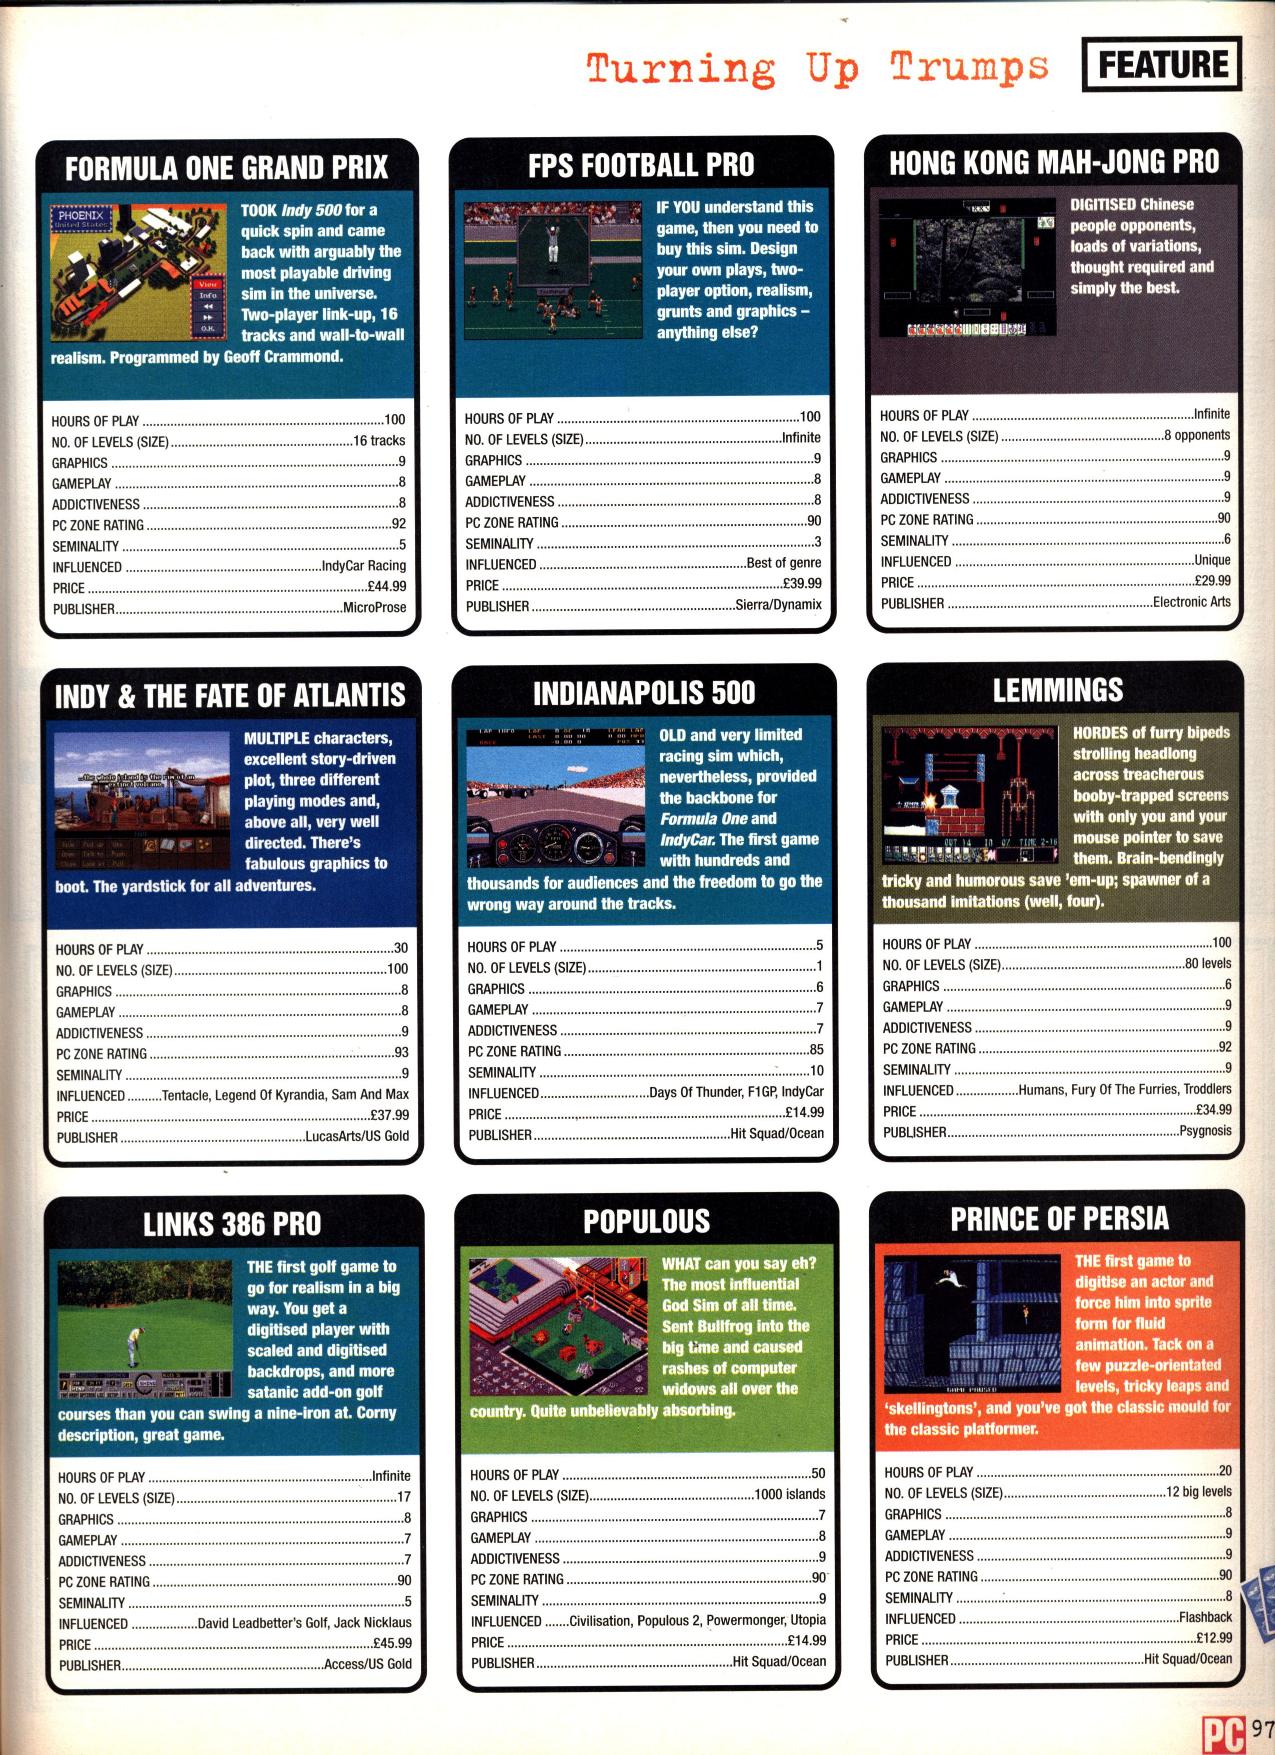 Turning Up Trumps FEATURE
FORMULA ONE GRAND PRIX
PHOENIX
United States
View
Info
O.K.
TOOK Indy 500 for a
quick spin and came
back with arguably the
most playable driving
sim in the universe.
Two-player link-up, 16
tracks and wall-to-wall
realism. Programmed by Geoff Crammond.
HOURS OF PLAY ..........100
NO. OF LEVELS (SIZE)..........16 tracks
GRAPHICS ..........9
GAMEPLAY ..........8
ADDICTIVENESS ..........8
PC ZONE RATING ..........92
SEMINALITY ..........5
INFLUENCED ..........IndyCar Racing
PRICE ..........£44.99
PUBLISHER..........MicroProse
FPS FOOTBALL PRO
IF YOU understand this
game, then you need to
buy this sim. Design
your own plays, two-
player option, realism,
grunts and graphics –
anything else?
HOURS OF PLAY ..........100
NO. OF LEVELS (SIZE)..........Infinite
GRAPHICS ..........9
GAMEPLAY ..........8
ADDICTIVENESS ..........8
PC ZONE RATING ..........90
SEMINALITY ..........3
INFLUENCED ..........Best of genre
PRICE ..........£39.99
PUBLISHER ..........Sierra/Dynamix
HONG KONG MAH-JONG PRO
DIGITISED Chinese
people opponents,
loads of variations,
thought required and
simply the best.
HOURS OF PLAY ..........Infinite
NO. OF LEVELS (SIZE) ..........8 opponents
GRAPHICS ..........9
GAMEPLAY ..........9
ADDICTIVENESS ..........9
PC ZONE RATING ..........90
SEMINALITY ..........6
INFLUENCED ..........Unique
PRICE ..........£29.99
PUBLISHER ..........Electronic Arts
INDY & THE FATE OF ATLANTIS
...the whole island is the rim of an
extinct volcano.
MULTIPLE characters,
excellent story-driven
plot, three different
playing modes and,
above all, very well
directed. There's
fabulous graphics to
boot. The yardstick for all adventures.
HOURS OF PLAY ..........30
NO. OF LEVELS (SIZE)..........100
GRAPHICS ..........8
GAMEPLAY ..........8
ADDICTIVENESS ..........9
PC ZONE RATING ..........93
SEMINALITY ..........9
INFLUENCED ..........Tentacle, Legend Of Kyrandia, Sam And Max
PRICE ..........£37.99
PUBLISHER ..........LucasArts/US Gold
INDIANAPOLIS 500
OLD and very limited
racing sim which,
nevertheless, provided
the backbone for
Formula One and
IndyCar. The first game
with hundreds and
thousands for audiences and the freedom to go the
wrong way around the tracks.
HOURS OF PLAY ..........5
NO. OF LEVELS (SIZE)..........1
GRAPHICS ..........6
GAMEPLAY ..........7
ADDICTIVENESS ..........7
PC ZONE RATING ..........85
SEMINALITY ..........10
INFLUENCED..........Days Of Thunder, F1GP, IndyCar
PRICE ..........£14.99
PUBLISHER ..........Hit Squad/Ocean
LEMMINGS
HORDES of furry bipeds
strolling headlong
across treacherous
booby-trapped screens
with only you and your
mouse pointer to save
them. Brain-bendingly
tricky and humorous save 'em-up; spawner of a
thousand imitations (well, four).
HOURS OF PLAY ..........100
NO. OF LEVELS (SIZE)..........80 levels
GRAPHICS ..........6
GAMEPLAY ..........9
ADDICTIVENESS ..........9
PC ZONE RATING ..........92
SEMINALITY ..........9
INFLUENCED ..........Humans, Fury Of The Furries, Troddlers
PRICE ..........£34.99
PUBLISHER..........Psygnosis
LINKS 386 PRO
THE first golf game to
go for realism in a big
way. You get a
digitised player with
scaled and digitised
backdrops, and more
satanic add-on golf
courses than you can swing a nine-iron at. Corny
description, great game.
HOURS OF PLAY ..........Infinite
NO. OF LEVELS (SIZE)..........17
GRAPHICS ..........8
GAMEPLAY ..........7
ADDICTIVENESS ..........7
PC ZONE RATING ..........90
SEMINALITY ..........5
INFLUENCED ..........David Leadbetter's Golf, Jack Nicklaus
PRICE ..........£45.99
PUBLISHER..........Access/US Gold
POPULOUS
WHAT can you say eh?
The most influential
God Sim of all time.
Sent Bullfrog into the
big time and caused
rashes of computer
widows all over the
country. Quite unbelievably absorbing.
HOURS OF PLAY ..........50
NO. OF LEVELS (SIZE)..........1000 islands
GRAPHICS ..........7
GAMEPLAY ..........8
ADDICTIVENESS ..........9
PC ZONE RATING ..........90
SEMINALITY ..........9
INFLUENCED ..........Civilisation, Populous 2, Powermonger, Utopia
PRICE ..........£14.99
PUBLISHER ..........Hit Squad/Ocean
PRINCE OF PERSIA
GAME PAUSED
THE first game to
digitise an actor and
force him into sprite
form for fluid
animation. Tack on a
few puzzle-orientated
levels, tricky leaps and
'skellingtons', and you've got the classic mould for
the classic platformer.
HOURS OF PLAY ..........20
NO. OF LEVELS (SIZE)..........12 big levels
GRAPHICS ..........8
GAMEPLAY ..........9
ADDICTIVENESS ..........9
PC ZONE RATING ..........90
SEMINALITY ..........8
INFLUENCED ..........Flashback
PRICE ..........£12.99
PUBLISHER ..........Hit Squad/Ocean
PC 97